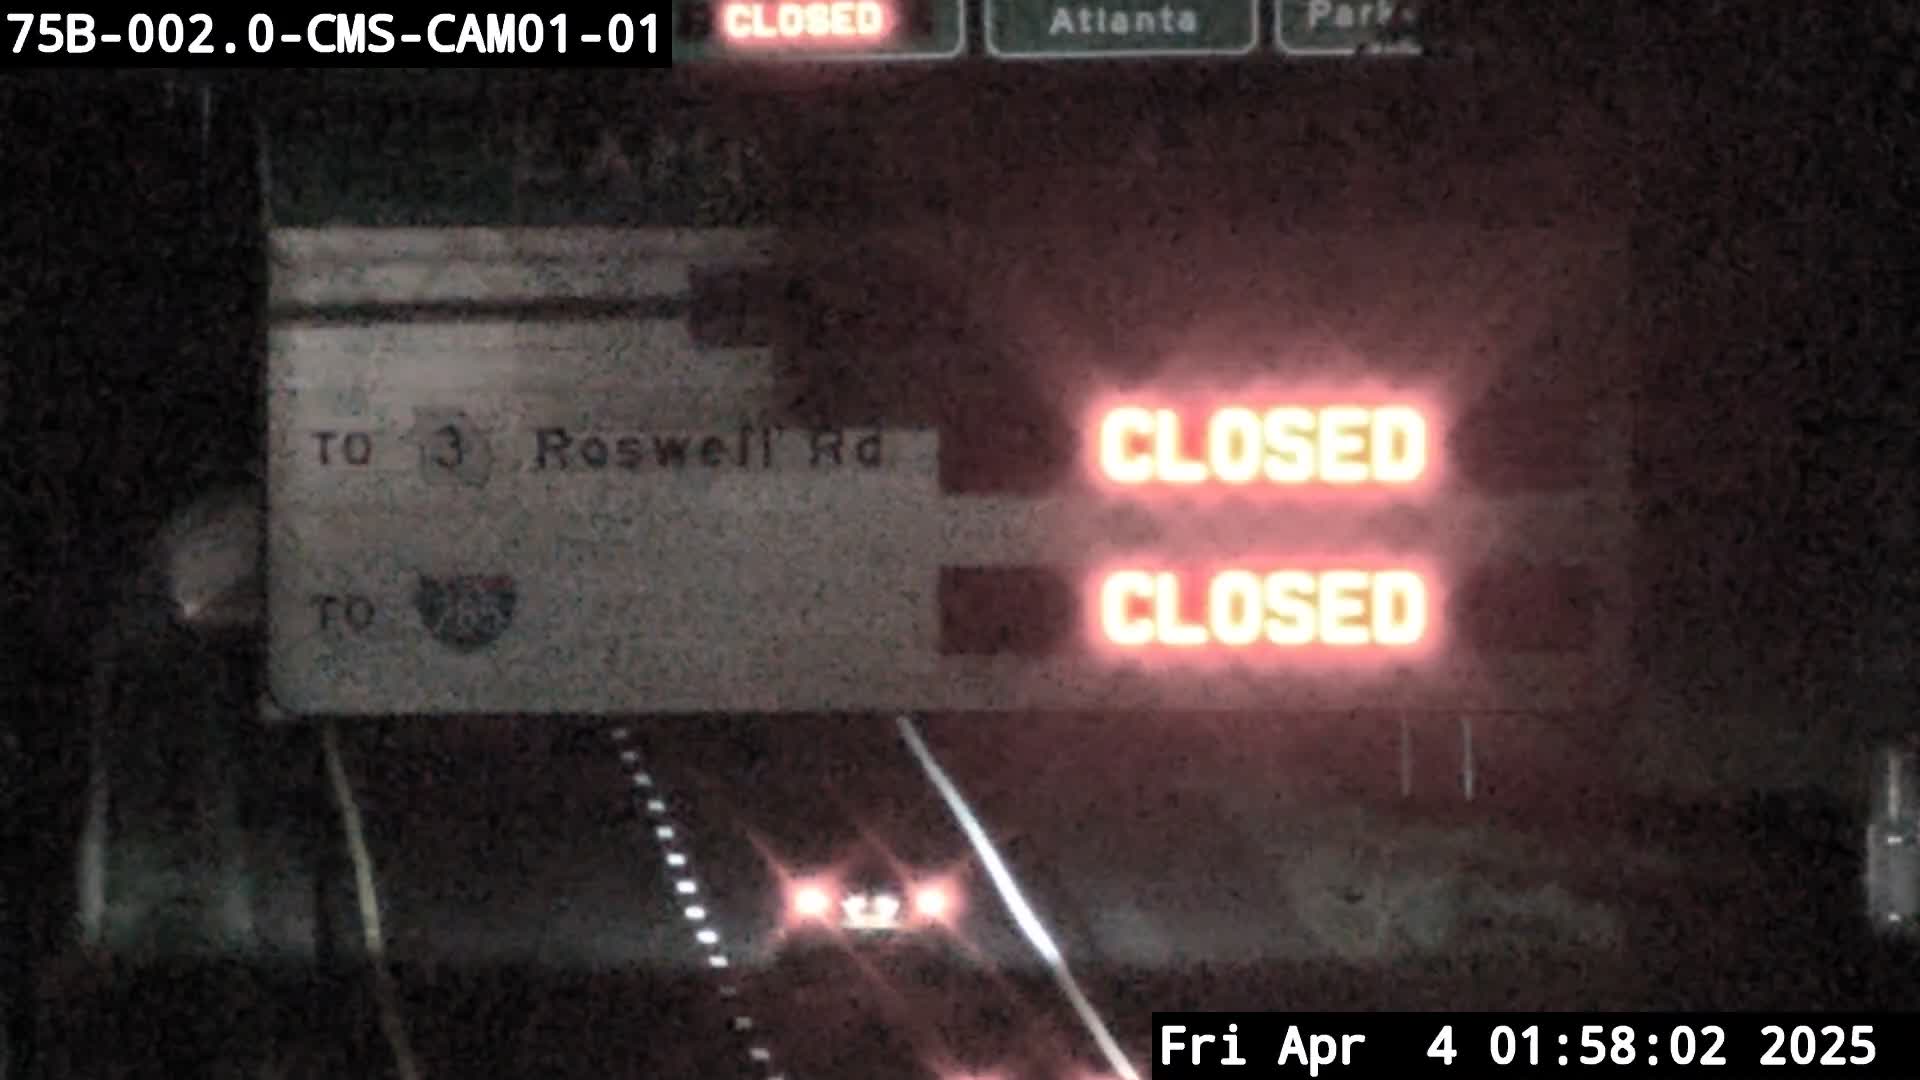 75B-002.0-CMS-CAM01-01
CLOSED
Atlanta
TO 3 Roswell Rd CLOSED
TO CLOSED
Fri Apr 4 01:58:02 2025